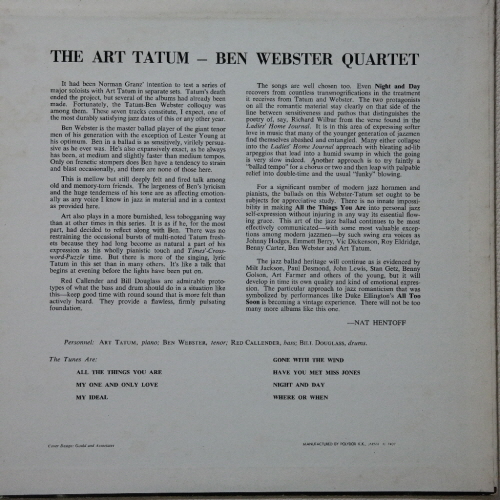 THE ART TATUM – BEN WEBSTER QUARTET
It had been Norman Granz' intention to test a series of
major soloists with Art Tatum in separate sets. Tatum's death
ended the project, but several of the albums had already been
made. Fortunately, the Tatum-Ben Webster colloquy was
among them. These seven tracks constitute, I expect, one of
the most durably satisfying jazz dates of this or any other year.
Ben Webster is the master ballad player of the giant tenor
men of his generation with the exception of Lester Young at
his optimum. Ben in a ballad is as sensitively, virilely persua-
sive as he ever was. He's also expansively exact, as he always
has been, at medium and slightly faster than medium tempos.
Only on frenetic stompers does Ben have a tendency to strain
and blast occasionally, and there are none of those here.
This is mellow but still deeply felt and fired talk among
old and memory-torn friends. The largeness of Ben's lyricism
and the huge tenderness of his tone are as affecting emotion-
ally as any voice I know in jazz in material and in a context
as provided here.
Art also plays in a more burnished, less tobogganing way
than at other times in this series. It is as if he, for the most
part, had decided to reflect along with Ben. There was no
restraining the occasional bursts of multi-noted Tatum fresh-
ets because they had long become as natural a part of his
expression as his wholly pianistic touch and Times' Cross-
word-Puzzle time. But there is more of the singing, lyric
Tatum in this set than in many others. It's like a talk that
begins at evening before the lights have been put on.
Red Callender and Bill Douglass are admirable proto-
types of what the bass and drum should do in a situation like
this—keep good time with round sound that is more felt than
actively heard. They provide a flawless, firmly pulsating
foundation.
The songs are well chosen too. Even Night and Day
recovers from countless transmogrifications in the treatment
it receives from Tatum and Webster. The two protagonists
on all the romantic material stay clearly on that side of the
line between sensitiveness and pathos that distinguishes the
poetry of, say, Richard Wilbur from the verse found in the
Ladies' Home Journal. It is in this area of expressing softer
love in music that many of the younger generation of jazzmen
find themselves abashed and entangled. Many either collapse
into the Ladies' Home Journal approach with bleating ad-lib
arpeggios that lead into a humid swamp in which the going
is very slow indeed. Another approach is to try faintly a
"ballad tempo" for a chorus or two and then leap with palpable
relief into double-time and the usual "funky" blowing.
For a significant number of modern jazz hornmen and
pianists, the ballads on this Webster-Tatum set ought to be
subjects for appreciative study. There is no innate impossi-
bility in making All the Things You Are into personal jazz
self-expression without injuring in any way its essential flow-
ing grace. This art of the jazz ballad continues to be most
effectively communicated—with some most valuable excep-
tions among modern jazzmen—by such swing era voices as
Johnny Hodges, Emmett Berry, Vic Dickenson, Roy Eldridge,
Benny Carter, Ben Webster and Art Tatum.
The jazz ballad heritage will continue as is evidenced by
Milt Jackson, Paul Desmond, John Lewis, Stan Getz, Benny
Golson, Art Farmer and others of the young, but it will
develop in time its own quality and kind of emotional expres-
sion. The particular approach to jazz romanticism that was
symbolized by performances like Duke Ellington's All Too
Soon is becoming a vintage experience. There will not be too
many more albums like this one.
—NAT HENTOFF
Personnel: ART TATUM, piano; BEN WEBSTER, tenor; RED CALLENDER, bass; BILL DOUGLASS, drums.
The Tunes Are:
ALL THE THINGS YOU ARE
MY ONE AND ONLY LOVE
MY IDEAL
GONE WITH THE WIND
HAVE YOU MET MISS JONES
NIGHT AND DAY
WHERE OR WHEN
Cover Design: Guidi and Associates
MANUFACTURED BY POLYDOR K.K.,